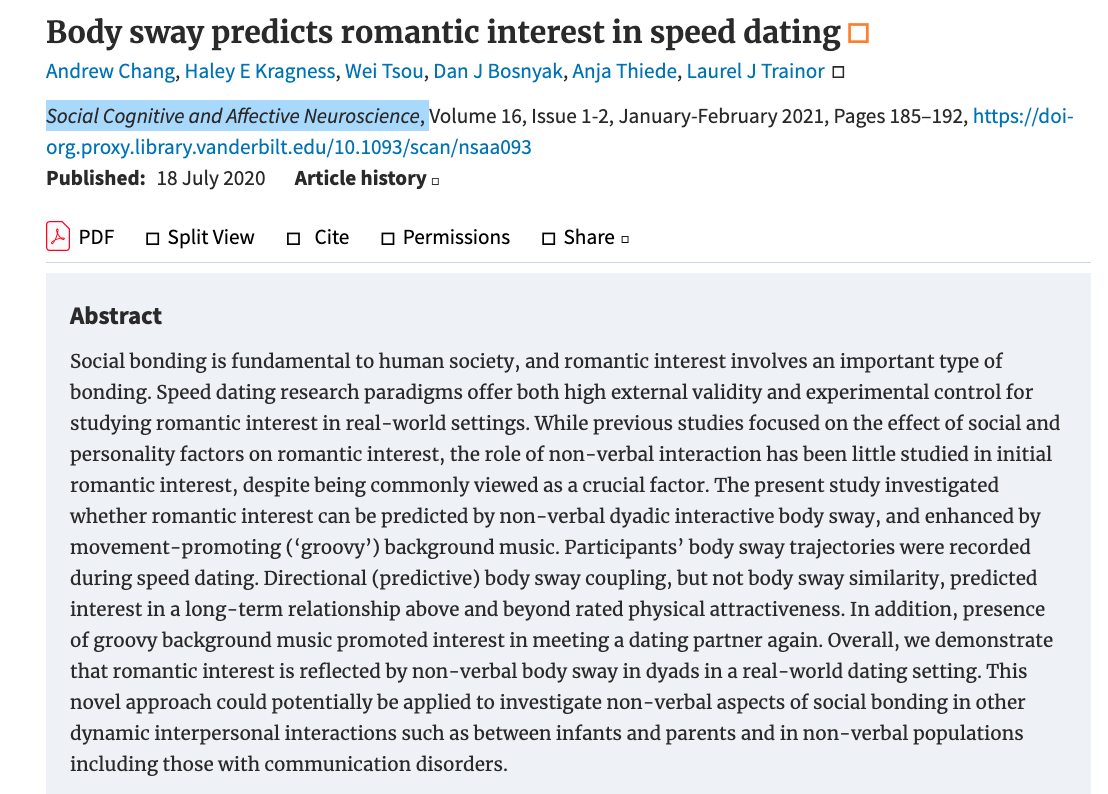 Body sway predicts romantic interest in speed dating
Andrew Chang, Haley E Kragness, Wei Tsou, Dan J Bosnyak, Anja Thiede, Laurel J Trainor
Social Cognitive and Affective Neuroscience, Volume 16, Issue 1-2, January-February 2021, Pages 185–192, https://doi-
org.proxy.library.vanderbilt.edu/10.1093/scan/nsaa093
Published: 18 July 2020 Article history
PDF Split View Cite Permissions Share
Abstract
Social bonding is fundamental to human society, and romantic interest involves an important type of
bonding. Speed dating research paradigms offer both high external validity and experimental control for
studying romantic interest in real-world settings. While previous studies focused on the effect of social and
personality factors on romantic interest, the role of non-verbal interaction has been little studied in initial
romantic interest, despite being commonly viewed as a crucial factor. The present study investigated
whether romantic interest can be predicted by non-verbal dyadic interactive body sway, and enhanced by
movement-promoting (‘groovy’) background music. Participants’ body sway trajectories were recorded
during speed dating. Directional (predictive) body sway coupling, but not body sway similarity, predicted
interest in a long-term relationship above and beyond rated physical attractiveness. In addition, presence
of groovy background music promoted interest in meeting a dating partner again. Overall, we demonstrate
that romantic interest is reflected by non-verbal body sway in dyads in a real-world dating setting. This
novel approach could potentially be applied to investigate non-verbal aspects of social bonding in other
dynamic interpersonal interactions such as between infants and parents and in non-verbal populations
including those with communication disorders.